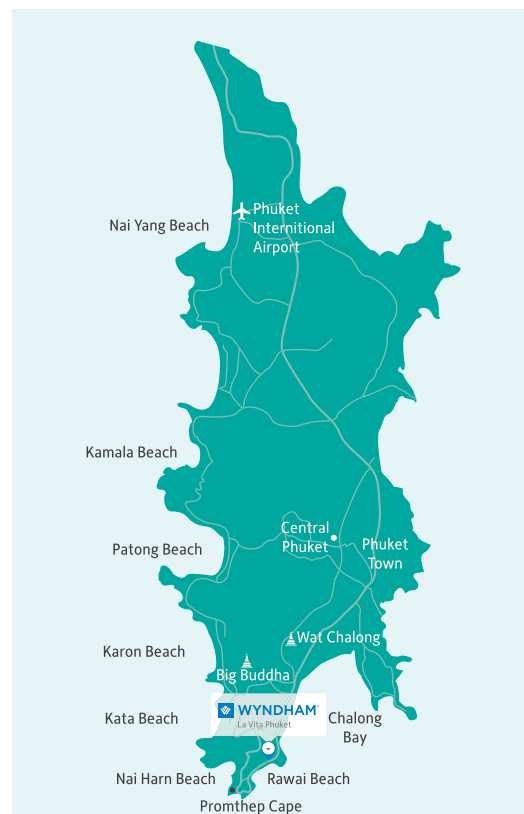 Phuket
Internitional
Airport
Nai Yang Beach
Kamala Beach
Central
Phuket
Patong Beach
Phuket
Town
Wat Chalong
Karon Beach
Big Buddha
WYNDHAM
La Vita Phuket
Kata Beach
Chalong
Bay
Nai Harn Beach
Rawai Beach
Promthep Cape